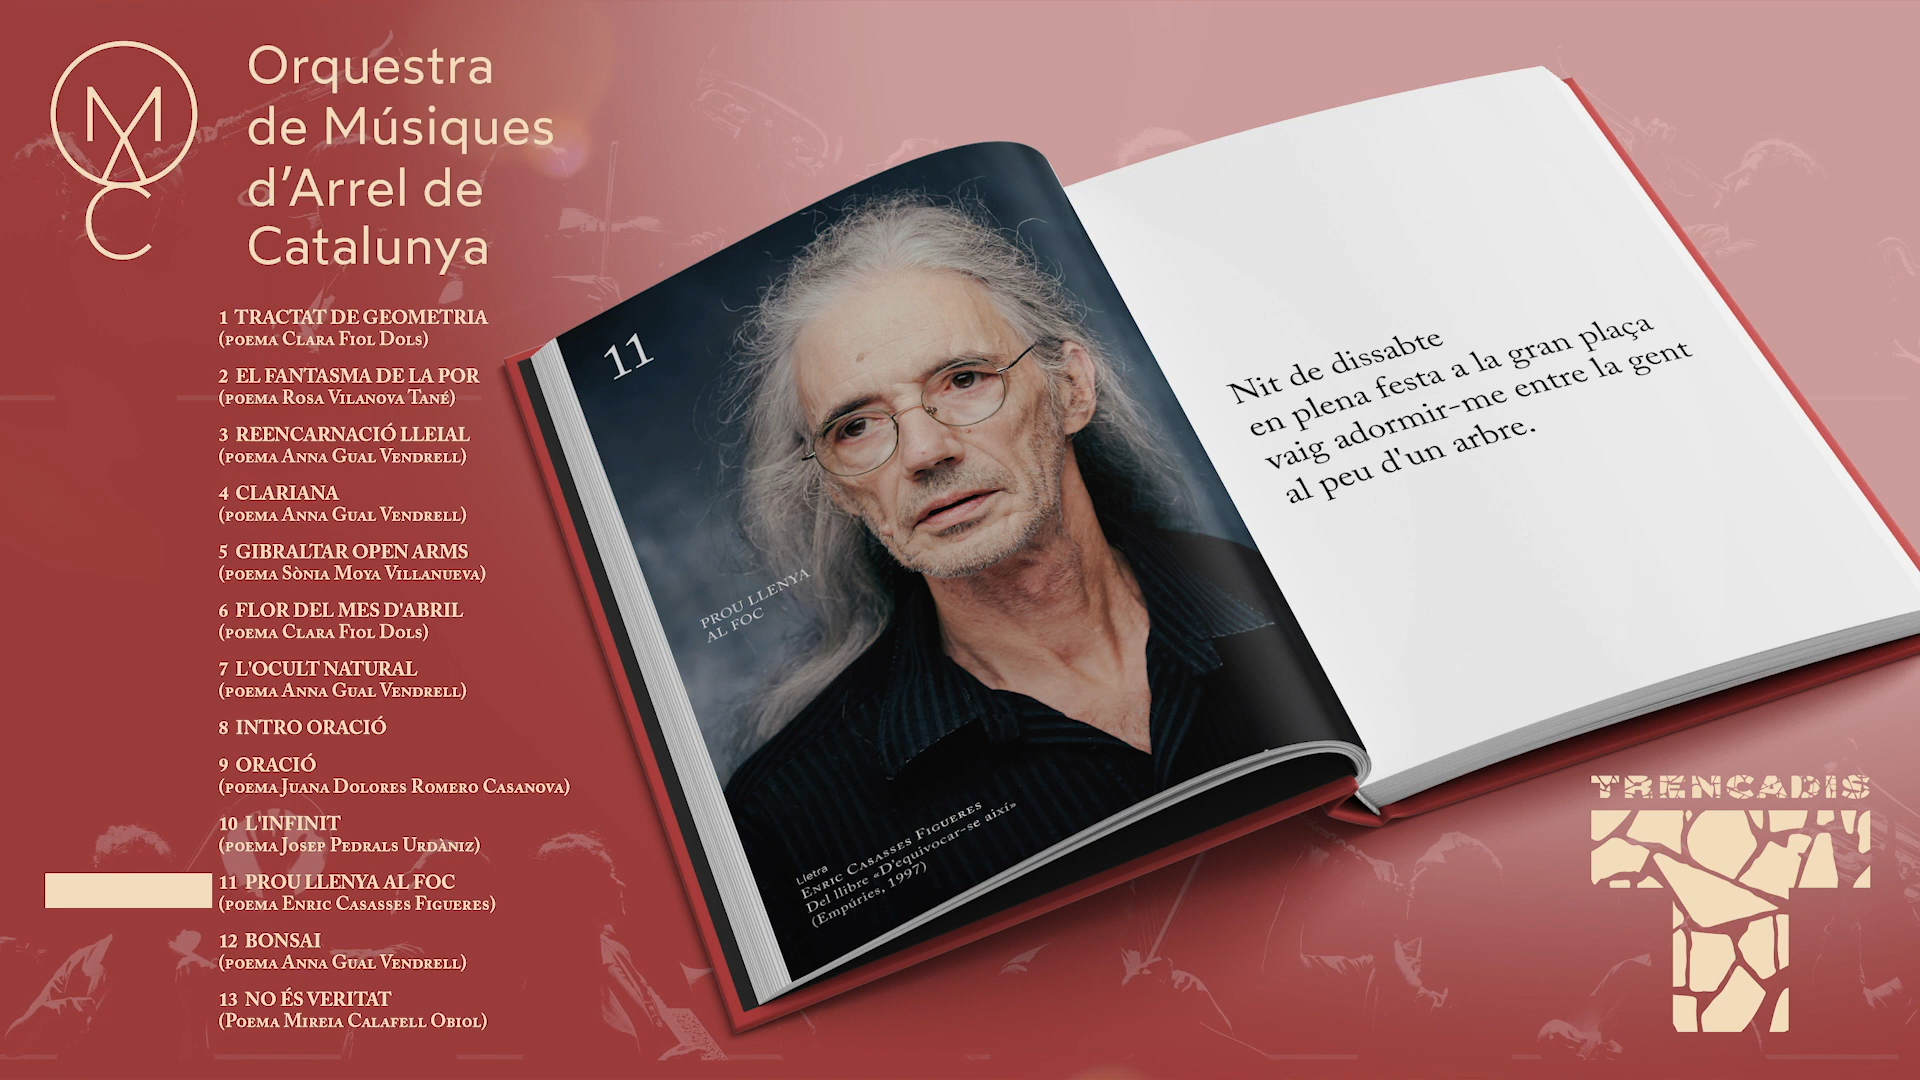 MAC
Orquestra
de Músiques
d’Arrel de
Catalunya
1 TRACTAT DE GEOMETRIA
(poema Clara Fiol Dols)
2 EL FANTASMA DE LA POR
(poema Rosa Vilanova Tané)
3 REENCARNACIÓ LLEIAL
(poema Anna Gual Vendrell)
4 CLARIANA
(poema Anna Gual Vendrell)
5 GIBRALTAR OPEN ARMS
(poema Sònia Moya Villanueva)
6 FLOR DEL MES D'ABRIL
(poema Clara Fiol Dols)
7 L'OCULT NATURAL
(poema Anna Gual Vendrell)
8 INTRO ORACIÓ
9 ORACIÓ
(poema Juana Dolores Romero Casanova)
10 L'INFINIT
(poema Josep Pedrals Urdàniz)
11 PROU LLENYA AL FOC
(poema Enric Casasses Figueres)
12 BONSAI
(poema Anna Gual Vendrell)
13 NO ÉS VERITAT
(Poema Mireia Calafell Obiol)
11
PROU LLENYA
AL FOC
Lletra
Enric Casasses Figueres
Del llibre «D'equivocar-se així»
(Empúries, 1997)
Nit de dissabte
en plena festa a la gran plaça
vaig adormir-me entre la gent
al peu d'un arbre.
TRENCADIS